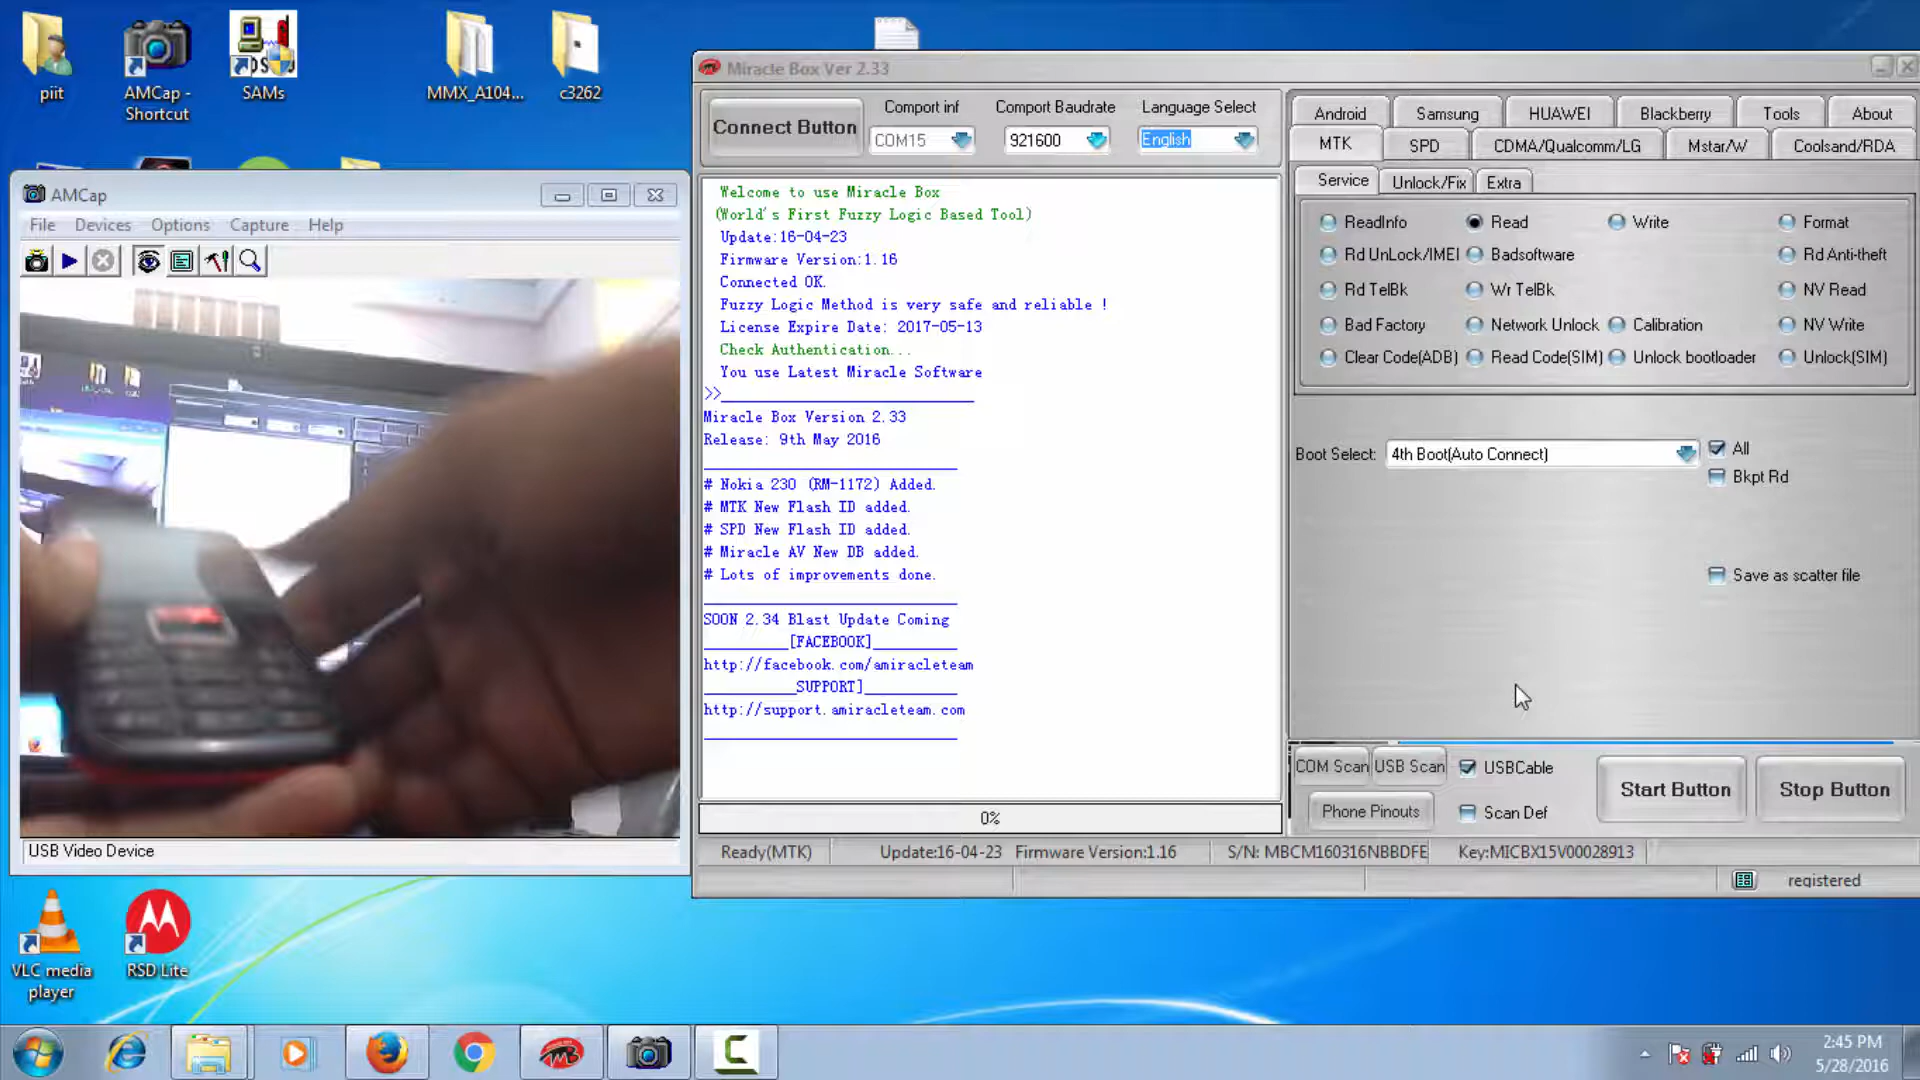 piit
AMCap -
Shortcut
SAMs
MMX_A104...
c3262
AMCap
File Devices Options Capture Help
USB Video Device
VLC media
player
RSD Lite
Miracle Box Ver 2.33
Connect Button
Comport inf
COM15
Comport Baudrate
921600
Language Select
English
Welcome to use Miracle Box
(World's First Fuzzy Logic Based Tool)
Update:16-04-23
Firmware Version:1.16
Connected OK.
Fuzzy Logic Method is very safe and reliable !
License Expire Date: 2017-05-13
Check Authentication...
You use Latest Miracle Software
>>
Miracle Box Version 2.33
Release: 9th May 2016
# Nokia 230 (RM-1172) Added.
# MTK New Flash ID added.
# SPD New Flash ID added.
# Miracle AV New DB added.
# Lots of improvements done.
SOON 2.34 Blast Update Coming
[FACEBOOK]
http://facebook.com/amiracleteam
SUPPORT]
http://support.amiracleteam.com
0%
Android Samsung HUAWEI Blackberry Tools About
MTK SPD CDMA/Qualcomm/LG Mstar/W Coolsand/RDA
Service Unlock/Fix Extra
ReadInfo Read Write Format
Rd UnLock/IMEI Badsoftware Rd Anti-theft
Rd TelBk Wr TelBk NV Read
Bad Factory Network Unlock Calibration NV Write
Clear Code(ADB) Read Code(SIM) Unlock bootloader Unlock(SIM)
Boot Select: 4th Boot(Auto Connect) All
Bkpt Rd
Save as scatter file
COM Scan USB Scan USBCable
Phone Pinouts Scan Def
Start Button Stop Button
Ready(MTK) Update:16-04-23 Firmware Version:1.16 S/N: MBCM160316NBBDFE Key:MICBX15V00028913
registered
2:45 PM
5/28/2016